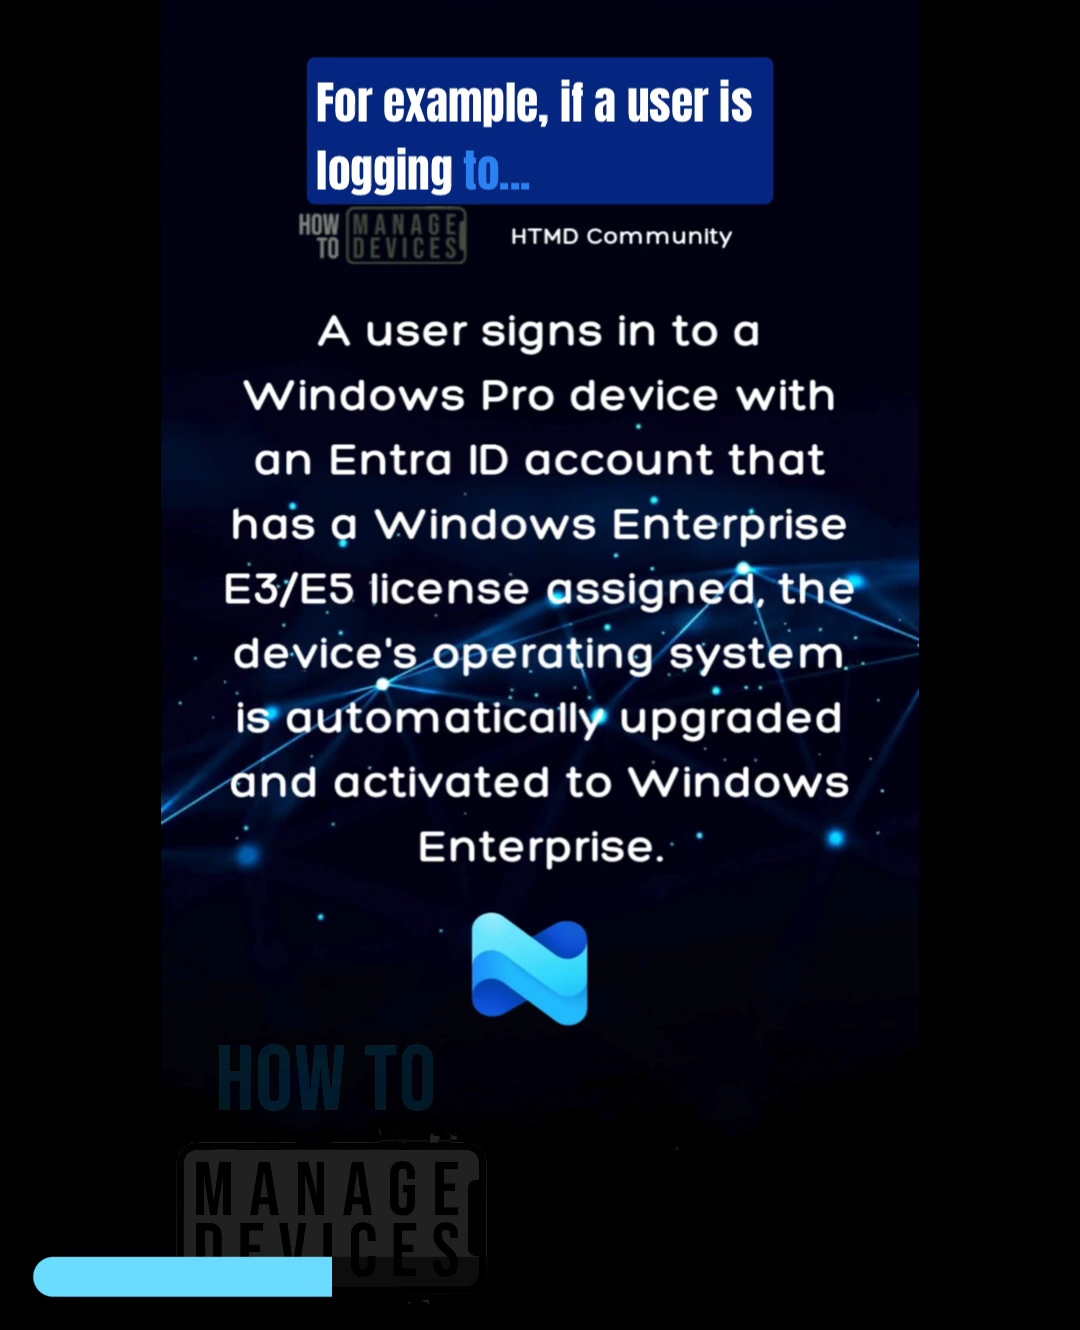 For example, if a user is
logging to...
HOW TO MANAGE DEVICES
HTMD Community
A user signs in to a
Windows Pro device with
an Entra ID account that
has a Windows Enterprise
E3/E5 license assigned, the
device's operating system
is automatically upgraded
and activated to Windows
Enterprise.
HOW TO
MANAGE
DEVICES